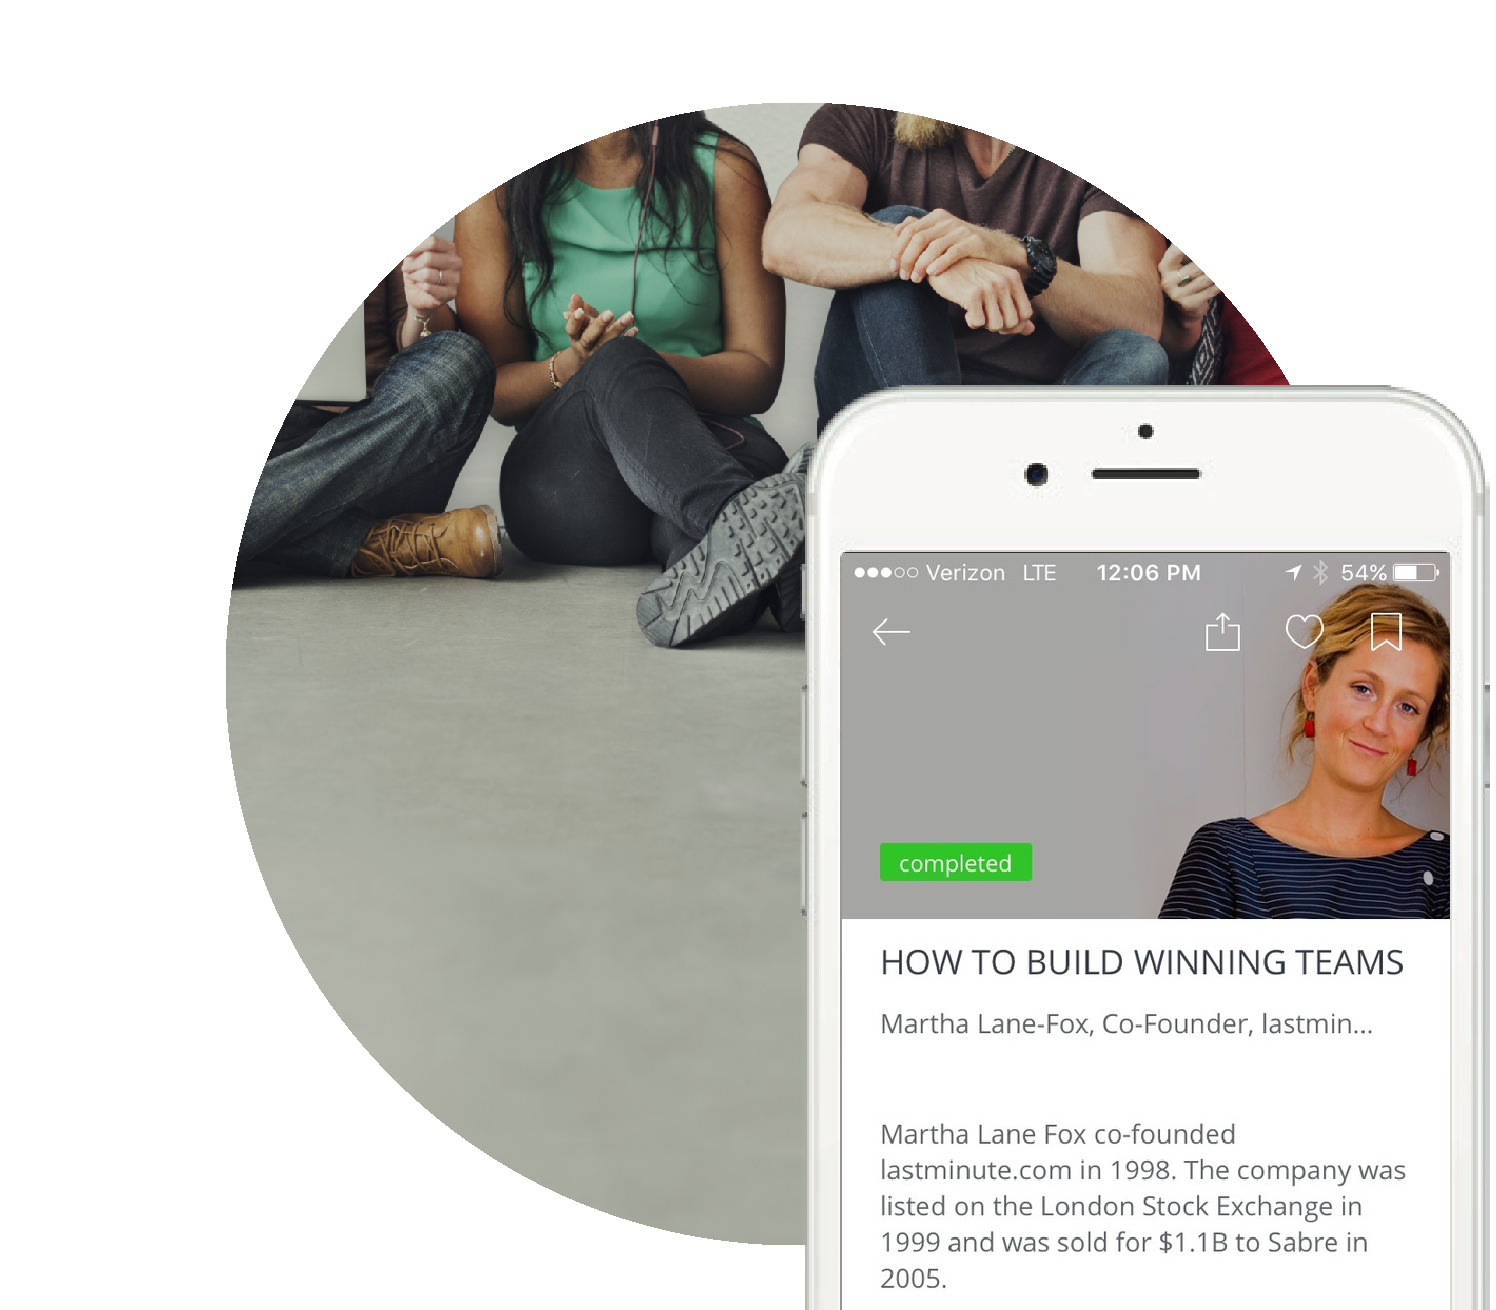 Verizon LTE 12:06 PM 54%
completed
HOW TO BUILD WINNING TEAMS
Martha Lane-Fox, Co-Founder, lastmin...
Martha Lane Fox co-founded
lastminute.com in 1998. The company was
listed on the London Stock Exchange in
1999 and was sold for $1.1B to Sabre in
2005.